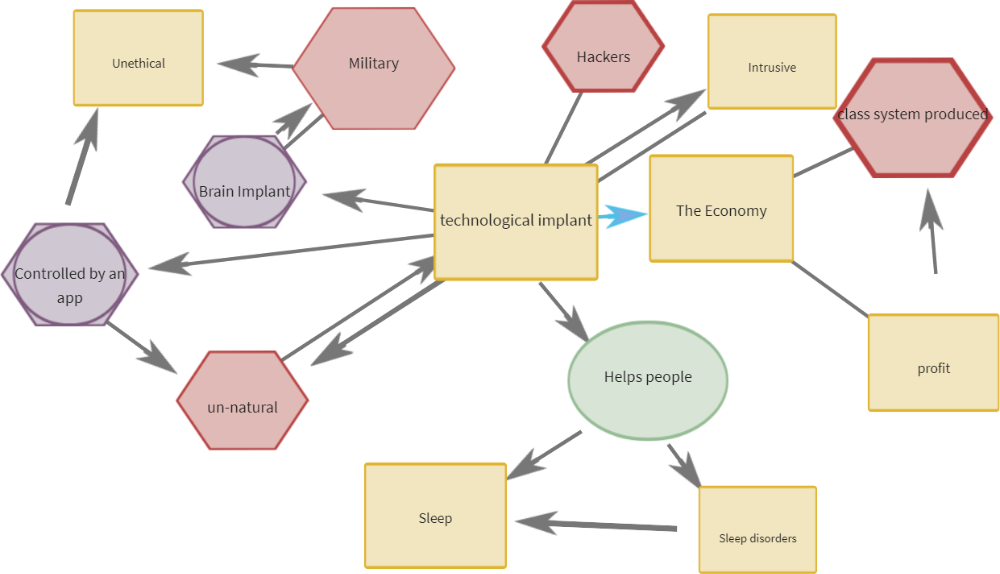 Unethical
Military
Hackers
Intrusive
class system produced
Brain Implant
technological implant
The Economy
Controlled by an
app
un-natural
Helps people
profit
Sleep
Sleep disorders